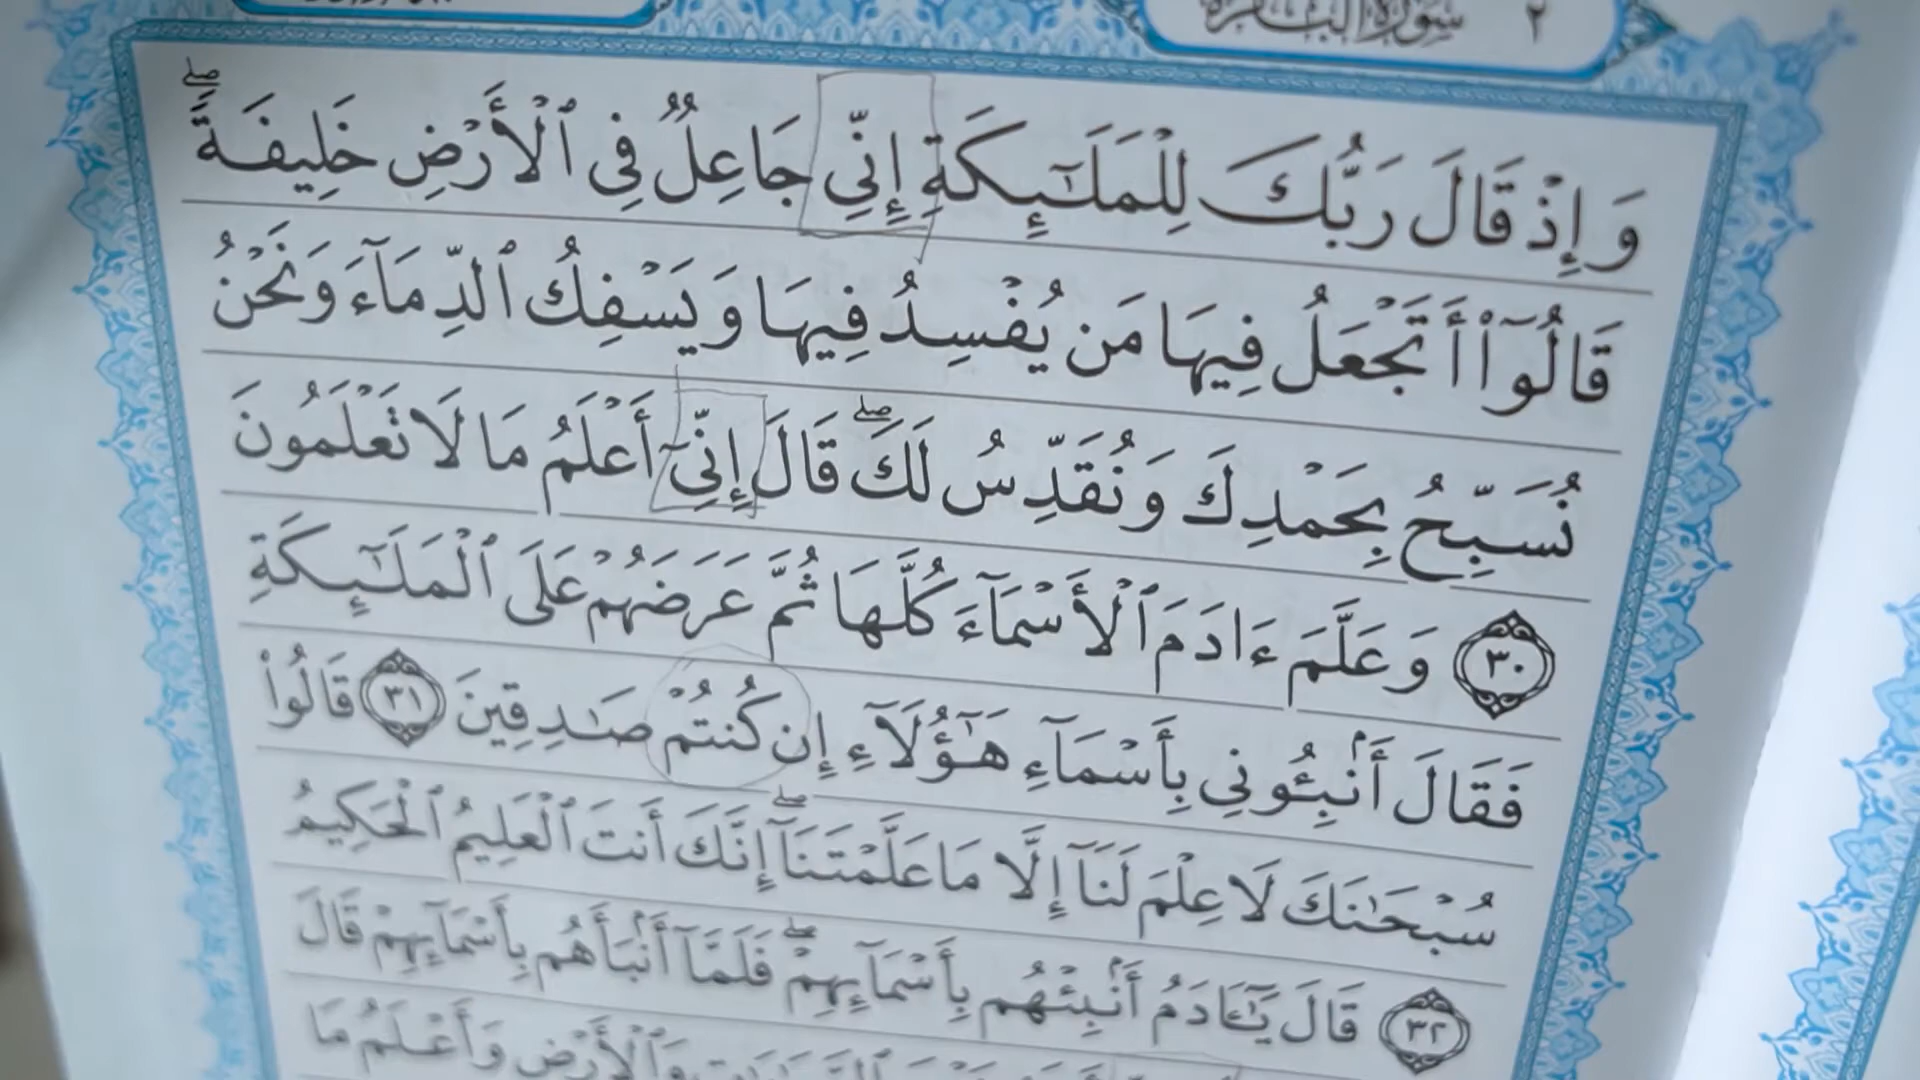 ٢ سورة البقرة
وَإِذْ قَالَ رَبُّكَ لِلْمَلَٰٓئِكَةِ إِنِّي جَاعِلٌ فِي ٱلْأَرْضِ خَلِيفَةً ۖ
قَالُوٓا۟ أَتَجْعَلُ فِيهَا مَن يُفْسِدُ فِيهَا وَيَسْفِكُ ٱلدِّمَآءَ وَنَحْنُ
نُسَبِّحُ بِحَمْدِكَ وَنُقَدِّسُ لَكَ ۖ قَالَ إِنِّيٓ أَعْلَمُ مَا لَا تَعْلَمُونَ
٣٠ وَعَلَّمَ ءَادَمَ ٱلْأَسْمَآءَ كُلَّهَا ثُمَّ عَرَضَهُمْ عَلَى ٱلْمَلَٰٓئِكَةِ
فَقَالَ أَنۢبِـُٔونِي بِأَسْمَآءِ هَٰٓؤُلَآءِ إِن كُنتُمْ صَٰدِقِينَ ٣١ قَالُوا۟
سُبْحَٰنَكَ لَا عِلْمَ لَنَآ إِلَّا مَا عَلَّمْتَنَآ ۖ إِنَّكَ أَنتَ ٱلْعَلِيمُ ٱلْحَكِيمُ
٣٢ قَالَ يَٰٓـَٔادَمُ أَنۢبِئْهُم بِأَسْمَآئِهِمْ ۖ فَلَمَّآ أَنۢبَأَهُم بِأَسْمَآئِهِمْ قَالَ
وَٱلْأَرْضِ وَأَعْلَمُ مَا